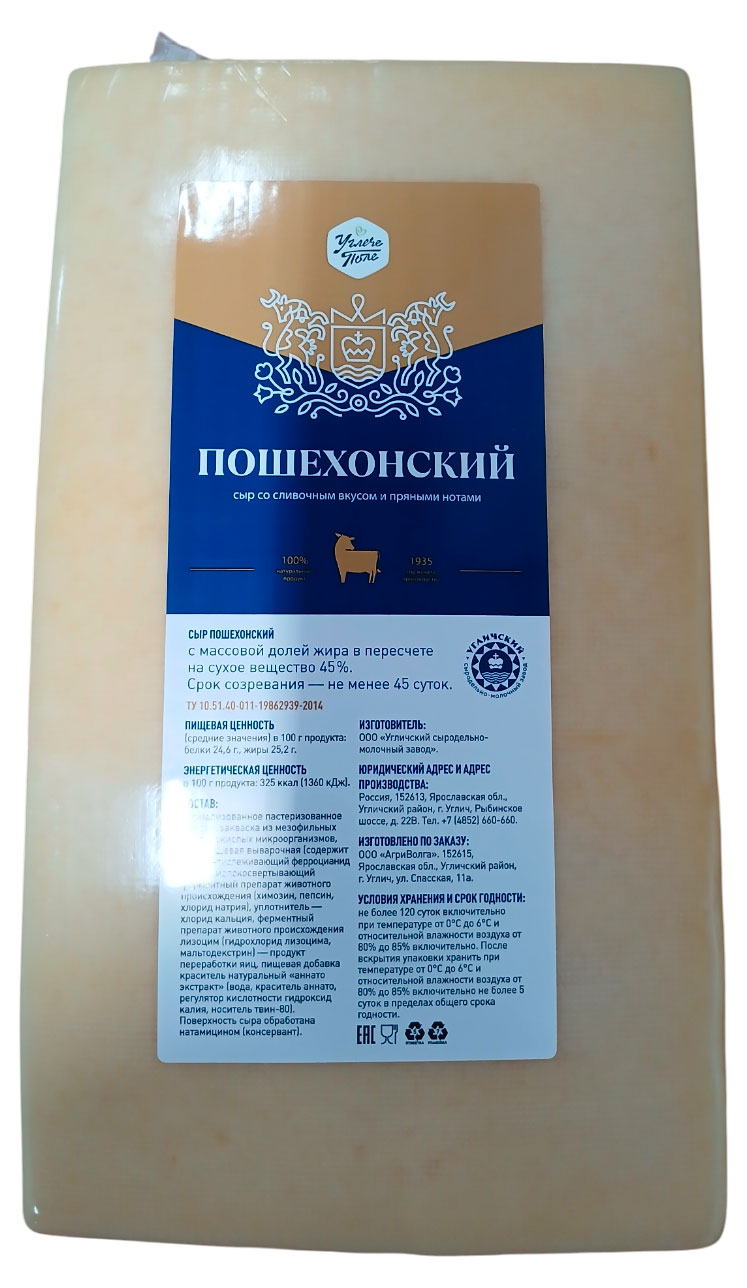 Углече
Поле
ПОШЕХОНСКИЙ
сыр со сливочным вкусом и пряными нотами
100%
натуральный
продукт
1935
СЫР ПОШЕХОНСКИЙ
с массовой долей жира в пересчете
на сухое вещество 45%.
Срок созревания — не менее 45 суток.
ТУ 10.51.40-011-19862939-2014
УГЛИЧСКИЙ
сыродельно-молочный завод
ПИЩЕВАЯ ЦЕННОСТЬ
(средние значения) в 100 г продукта:
белки 24,6 г., жиры 25,2 г.
ЭНЕРГЕТИЧЕСКАЯ ЦЕННОСТЬ
в 100 г продукта: 325 ккал (1360 кДж).
пастеризованное
закваска из мезофильных
микроорганизмов,
выварочная (содержит
ферроцианид
препарат животного
происхождения (химозин, пепсин,
хлорид натрия), уплотнитель —
хлорид кальция, ферментный
препарат животного происхождения
лизоцим (гидрохлорид лизоцима,
мальтодекстрин) — продукт
переработки яиц, пищевая добавка
краситель натуральный «аннато
экстракт» (вода, краситель аннато,
регулятор кислотности гидроксид
калия, носитель твин-80).
Поверхность сыра обработана
натамицином (консервант).
ИЗГОТОВИТЕЛЬ:
ООО «Угличский сыродельно-
молочный завод».
ЮРИДИЧЕСКИЙ АДРЕС И АДРЕС
ПРОИЗВОДСТВА:
Россия, 152613, Ярославская обл.,
Угличский район, г. Углич, Рыбинское
шоссе, д. 22В. Тел. +7 (4852) 660-660.
ИЗГОТОВЛЕНО ПО ЗАКАЗУ:
ООО «АгриВолга». 152615,
Ярославская обл., Угличский район,
г. Углич, ул. Спасская, 11а.
УСЛОВИЯ ХРАНЕНИЯ И СРОК ГОДНОСТИ:
не более 120 суток включительно
при температуре от 0°С до 6°С и
относительной влажности воздуха от
80% до 85% включительно. После
вскрытия упаковки хранить при
температуре от 0°С до 6°С и
относительной влажности воздуха от
80% до 85% включительно не более 5
суток в пределах общего срока
годности.
ЕАС